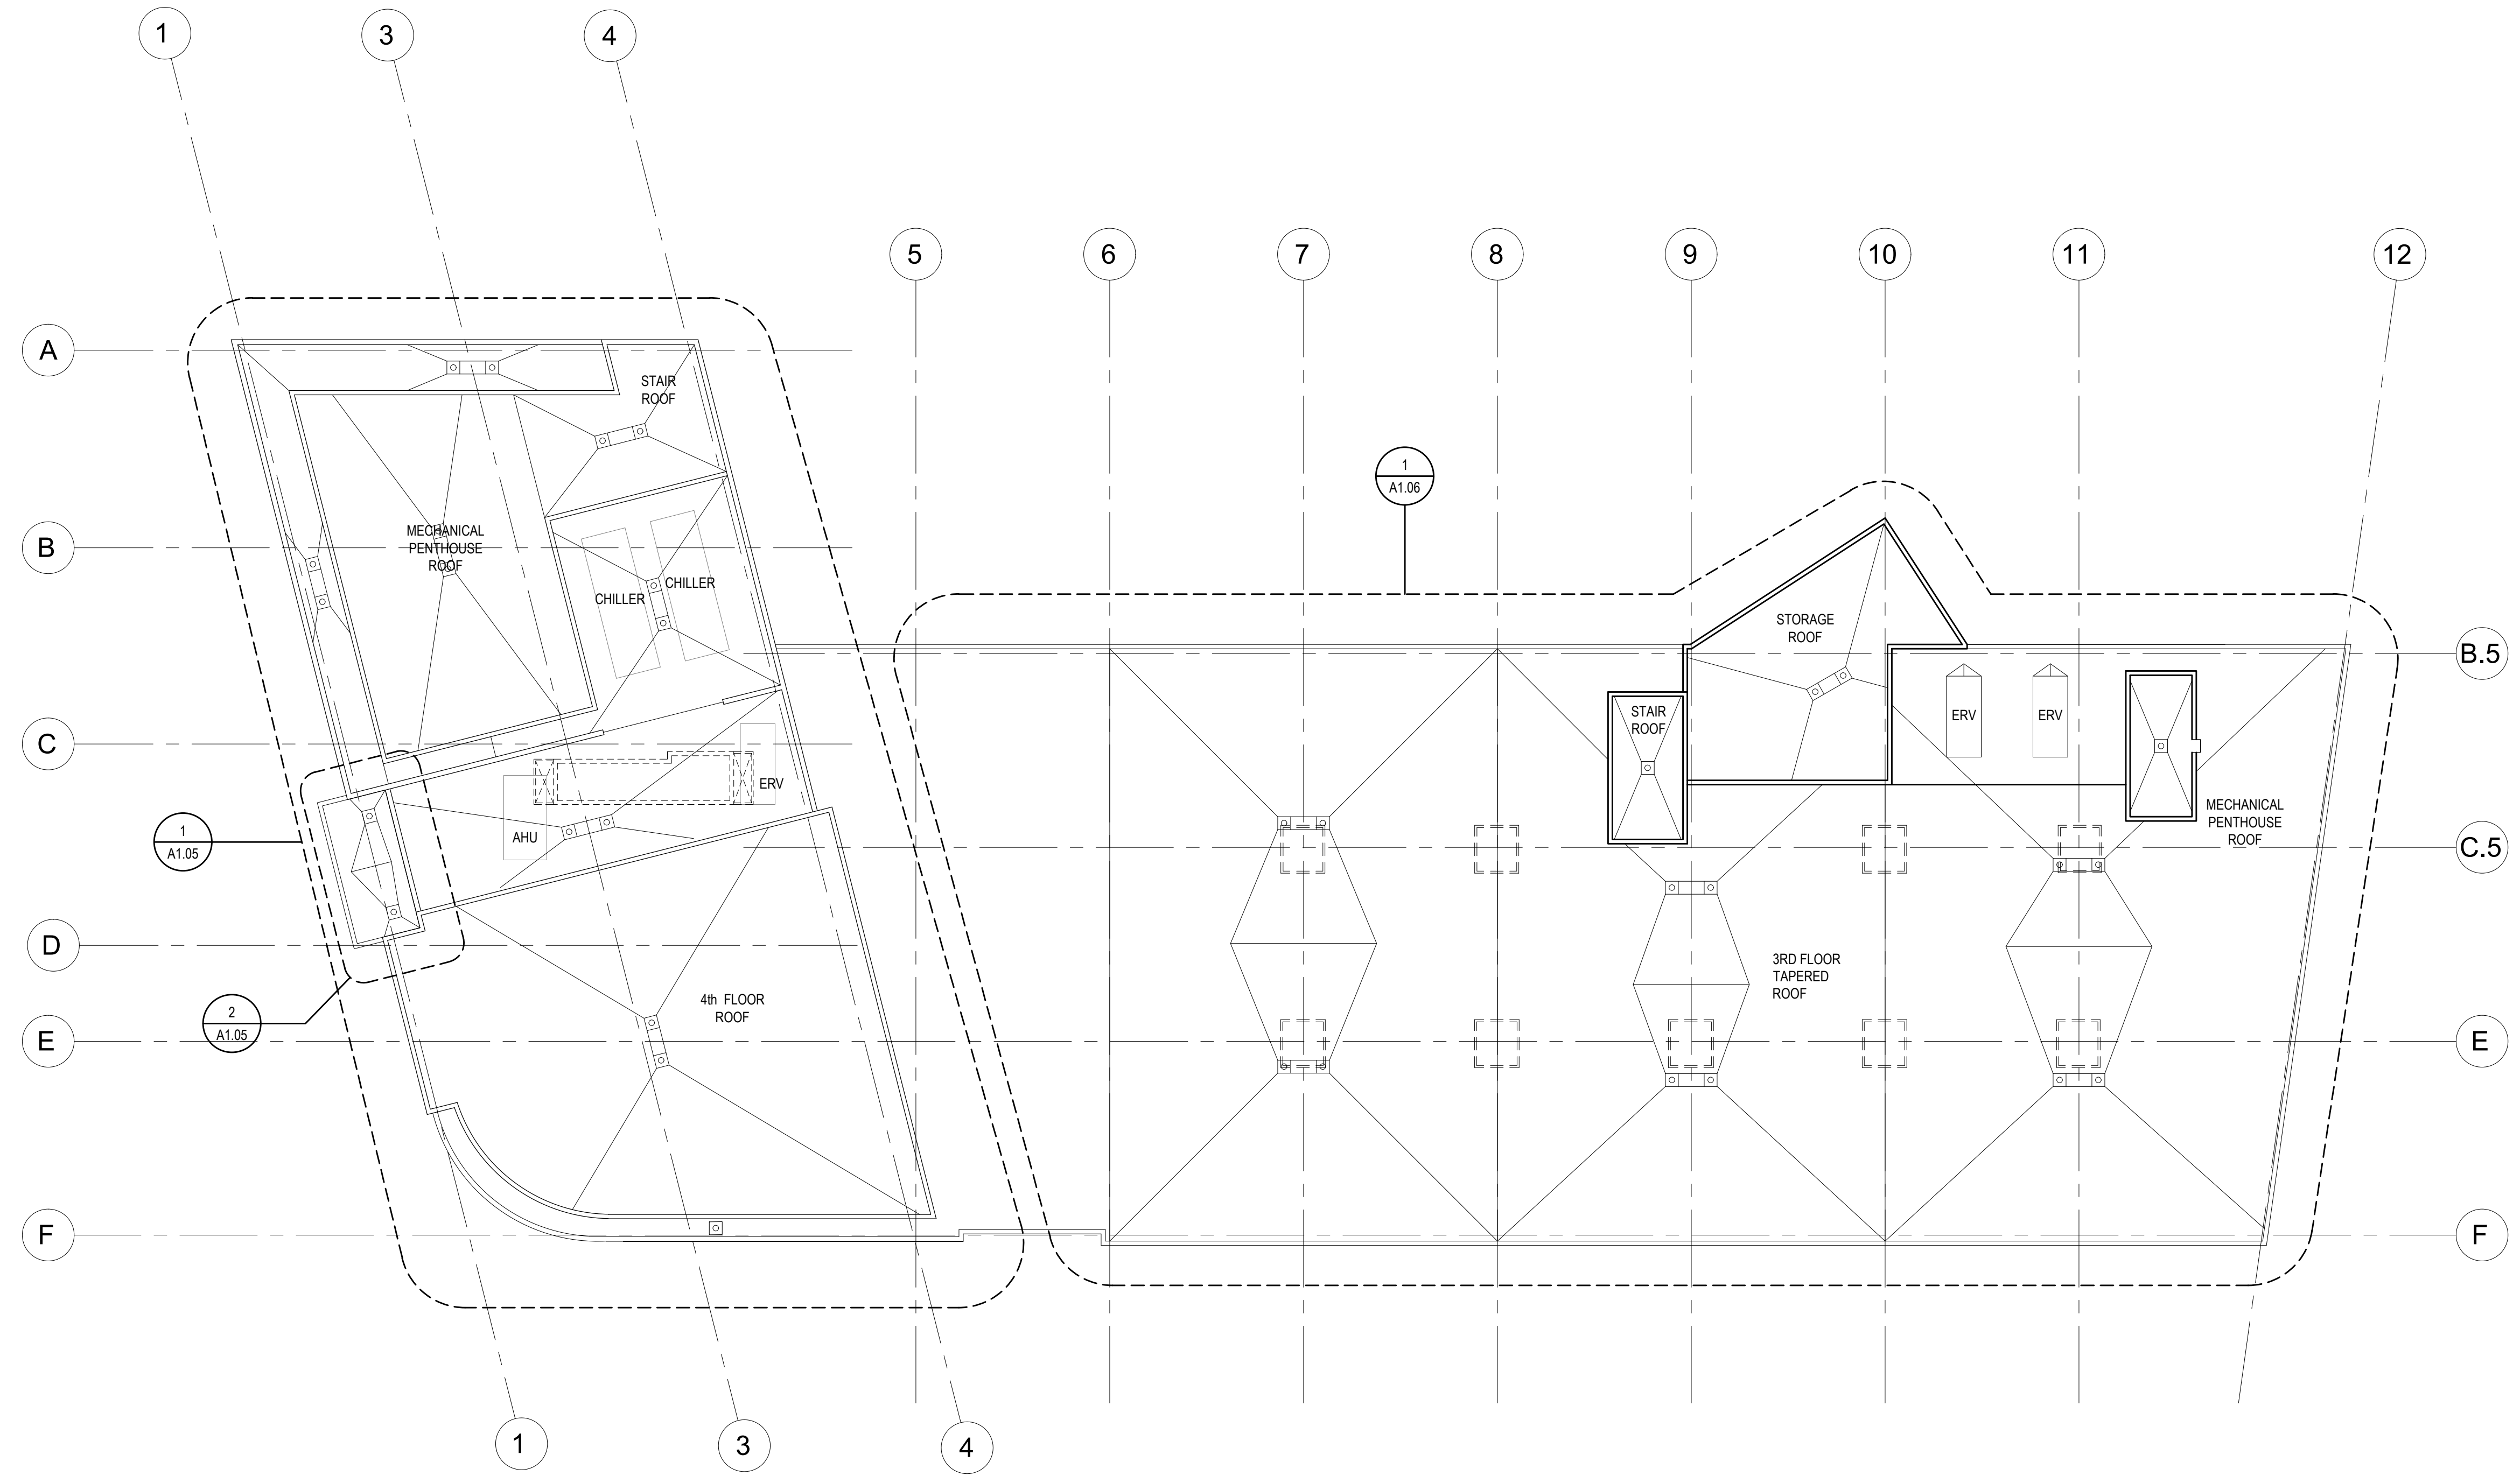 1
3
4
5
6
7
8
9
10
11
12
A
STAIR
ROOF
1
A1.06
B
MECHANICAL
PENTHOUSE
ROOF
CHILLER
CHILLER
STORAGE
ROOF
B.5
STAIR
ROOF
ERV
ERV
C
ERV
MECHANICAL
PENTHOUSE
ROOF
1
A1.05
AHU
C.5
D
3RD FLOOR
TAPERED
ROOF
4th FLOOR
ROOF
2
A1.05
E
E
F
F
1
3
4